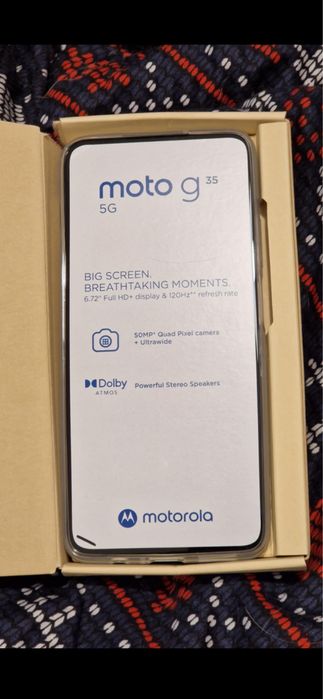 moto g 35
5G
BIG SCREEN.
BREATHTAKING MOMENTS.
6.72" Full HD+ display & 120Hz** refresh rate
50MP* Quad Pixel camera
+ Ultrawide
Dolby
ATMOS
Powerful Stereo Speakers
motorola